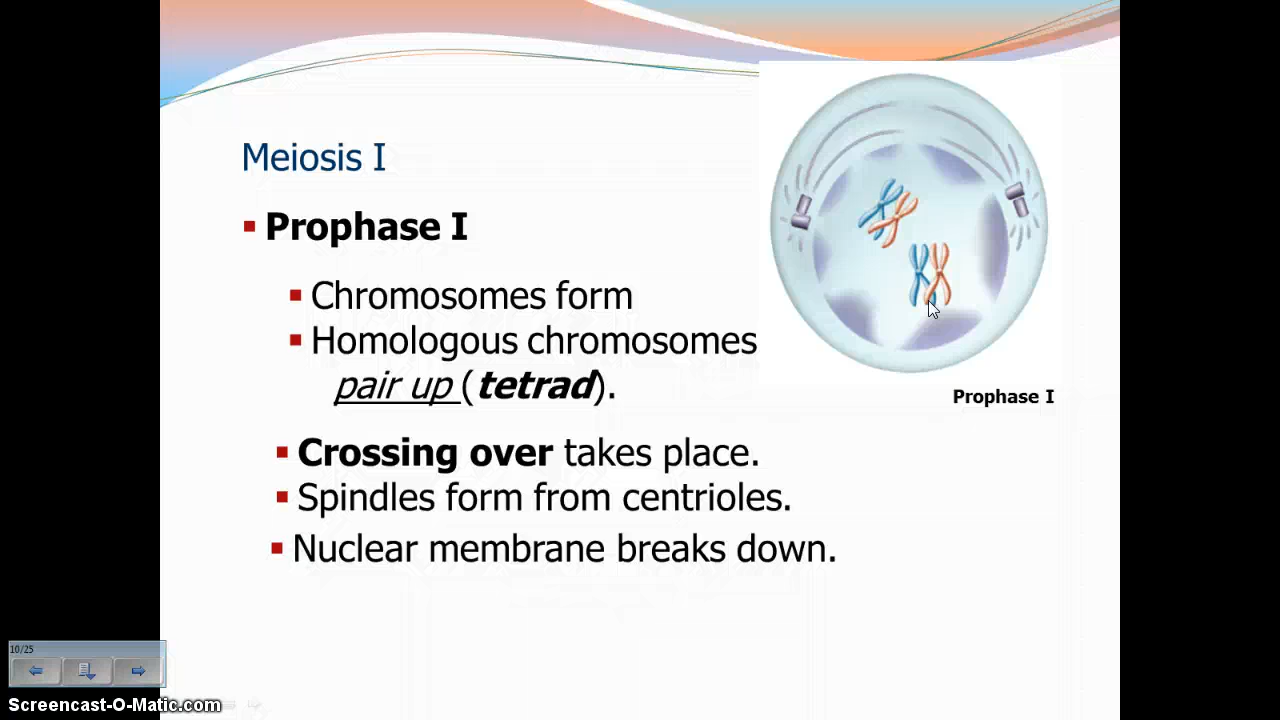 Meiosis I
Prophase I
Chromosomes form
Homologous chromosomes
pair up (tetrad).
Crossing over takes place.
Spindles form from centrioles.
Nuclear membrane breaks down.
Prophase I
10/25
Screencast-O-Matic.com